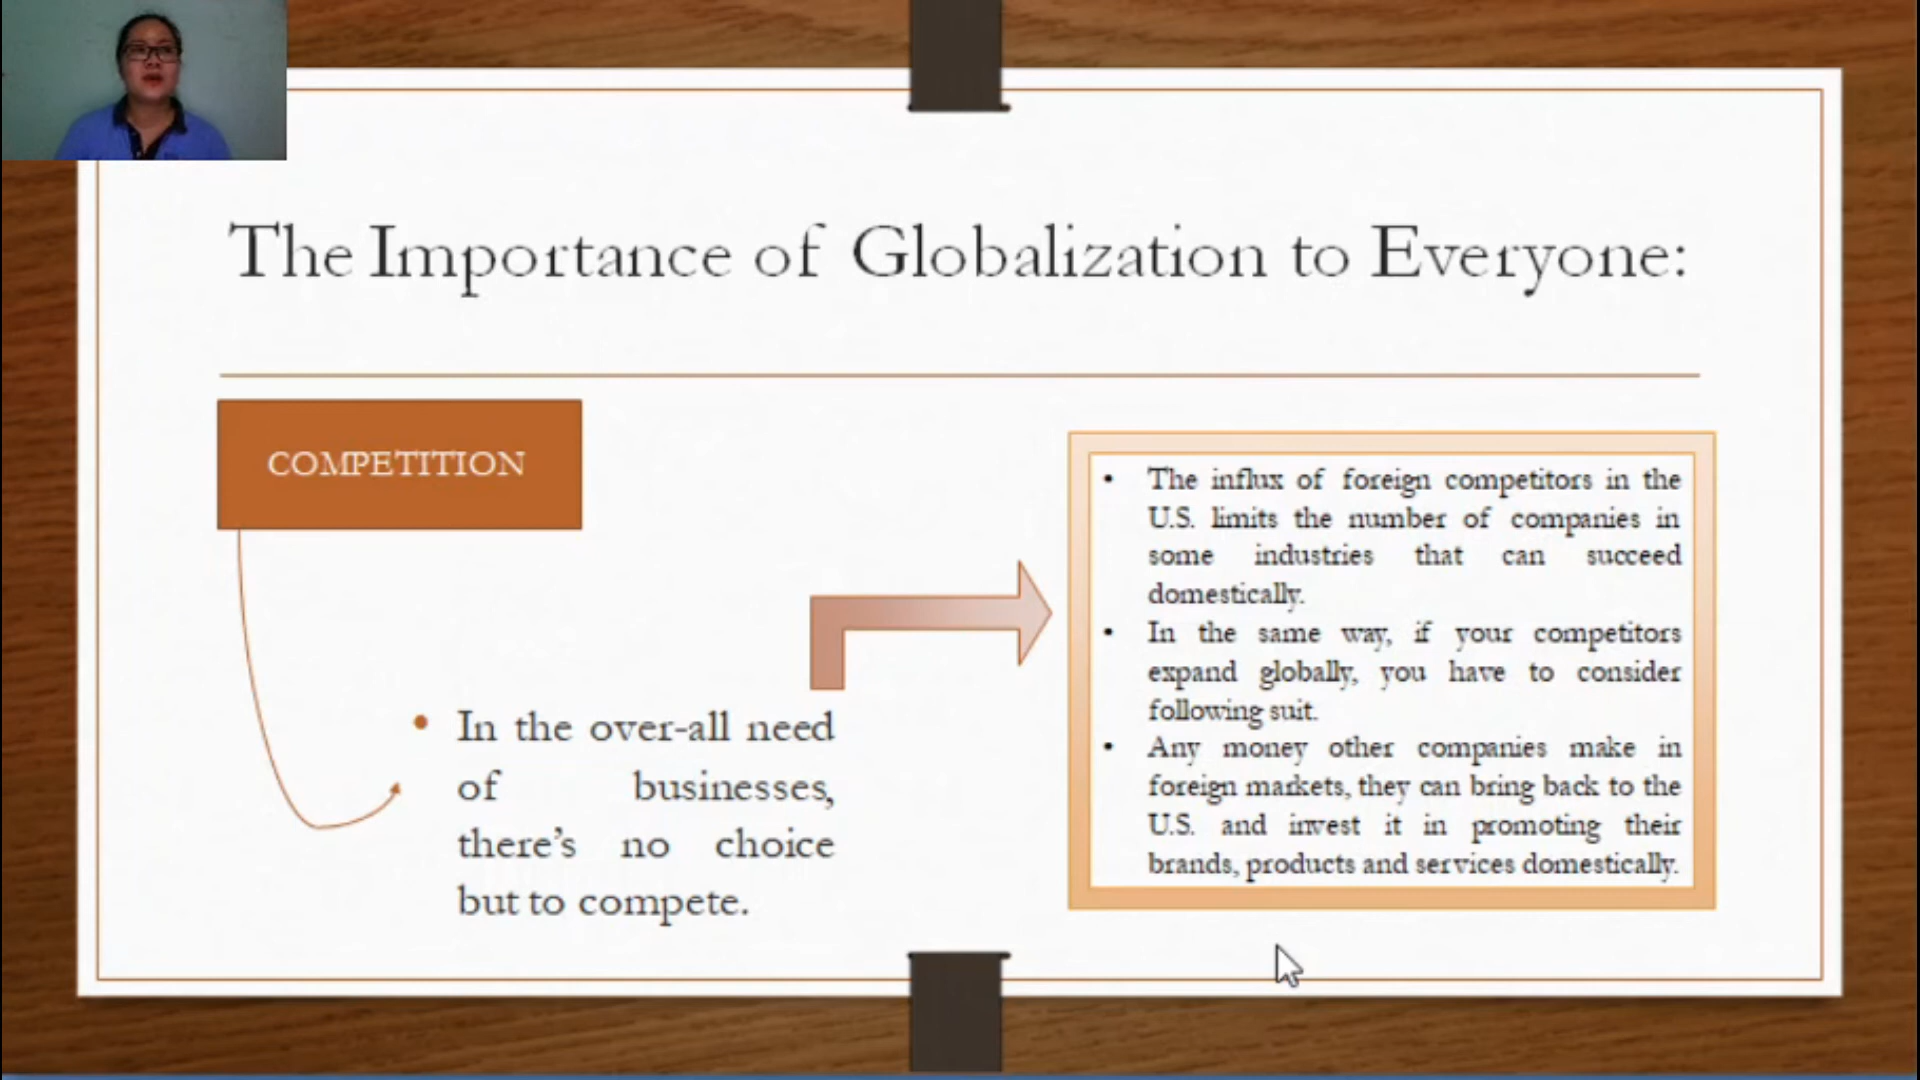 The Importance of Globalization to Everyone:
COMPETITION
• In the over-all need
of businesses,
there's no choice
but to compete.
• The influx of foreign competitors in the
U.S. limits the number of companies in
some industries that can succeed
domestically.
• In the same way, if your competitors
expand globally, you have to consider
following suit.
• Any money other companies make in
foreign markets, they can bring back to the
U.S. and invest it in promoting their
brands, products and services domestically.